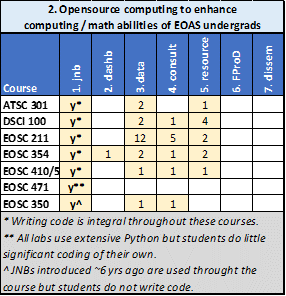 2. Opensource computing to enhance
computing / math abilities of EOAS undergrads
Course 1. jnb 2. dashb 3. data 4. consult 5. resource 6. FProD 7. dissem
ATSC 301 y* 2 1
DSCI 100 y* 2 1 4
EOSC 211 y* 12 5 2
EOSC 354 y* 1 2 1 2
EOSC 410/5 y* 1 1 1
EOSC 471 y**
EOSC 350 y^ 1 1
* Writing code is integral throughout these courses.
** All labs use extensive Python but students do little
significant coding of their own.
^ JNBs introduced ~6 yrs ago are used throught the
course but students do not write code.